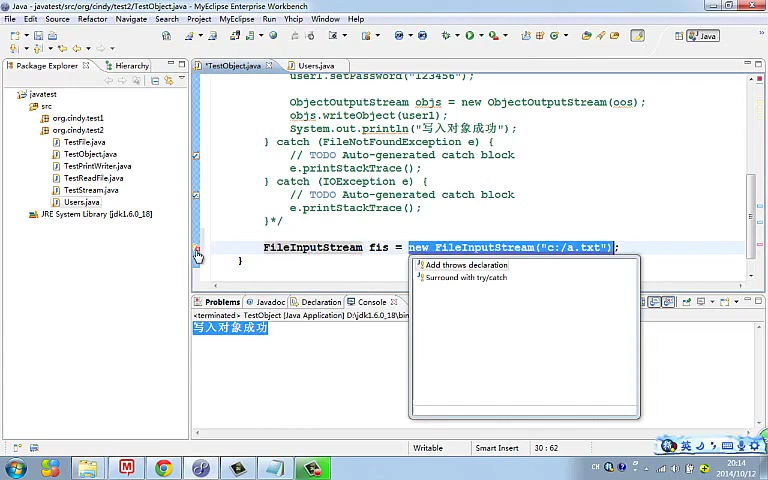 Java - javatest/src/org/cindy/test2/TestObject.java - MyEclipse Enterprise Workbench
File Edit Source Refactor Navigate Search Project MyEclipse Run Yhcip Window Help
Java
Package Explorer Hierarchy
*TestObject.java Users.java
javatest
src
org.cindy.test1
org.cindy.test2
TestFile.java
TestObject.java
TestPrintWriter.java
TestReadFile.java
TestStream.java
Users.java
JRE System Library [jdk1.6.0_18]
user1.setPassword("123456");
ObjectOutputStream objs = new ObjectOutputStream(oos);
objs.writeObject(user1);
System.out.println("写入对象成功");
} catch (FileNotFoundException e) {
// TODO Auto-generated catch block
e.printStackTrace();
} catch (IOException e) {
// TODO Auto-generated catch block
e.printStackTrace();
}*/
FileInputStream fis = new FileInputStream("c:/a.txt");
}
Add throws declaration
Surround with try/catch
Problems Javadoc Declaration Console
<terminated> TestObject [Java Application] D:\jdk1.6.0_18\bin
写入对象成功
Writable Smart Insert 30 : 62
英
CH 20:14
2014/10/12